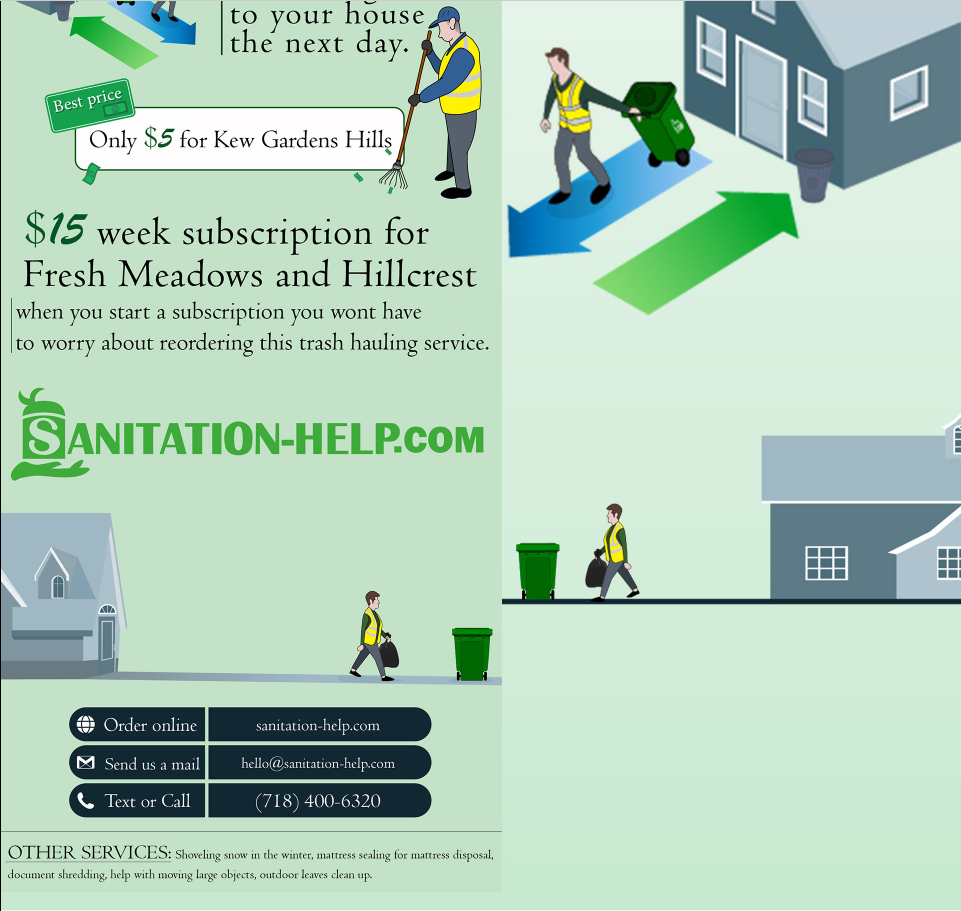 to your house
the next day.
Best price
Only $5 for Kew Gardens Hills
$15 week subscription for
Fresh Meadows and Hillcrest
when you start a subscription you wont have
to worry about reordering this trash hauling service.
SANITATION-HELP.COM
Order online sanitation-help.com
Send us a mail hello@sanitation-help.com
Text or Call (718) 400-6320
OTHER SERVICES: Shoveling snow in the winter, mattress sealing for mattress disposal,
document shredding, help with moving large objects, outdoor leaves clean up.